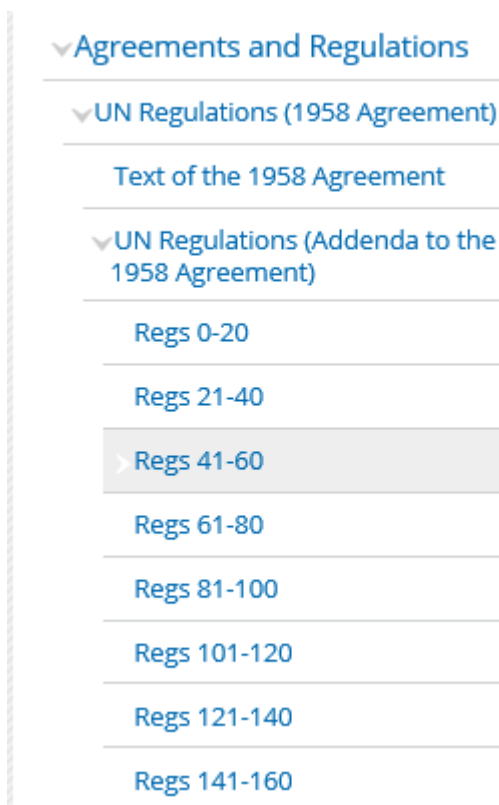 Agreements and Regulations
UN Regulations (1958 Agreement)
Text of the 1958 Agreement
UN Regulations (Addenda to the
1958 Agreement)
Regs 0-20
Regs 21-40
Regs 41-60
Regs 61-80
Regs 81-100
Regs 101-120
Regs 121-140
Regs 141-160